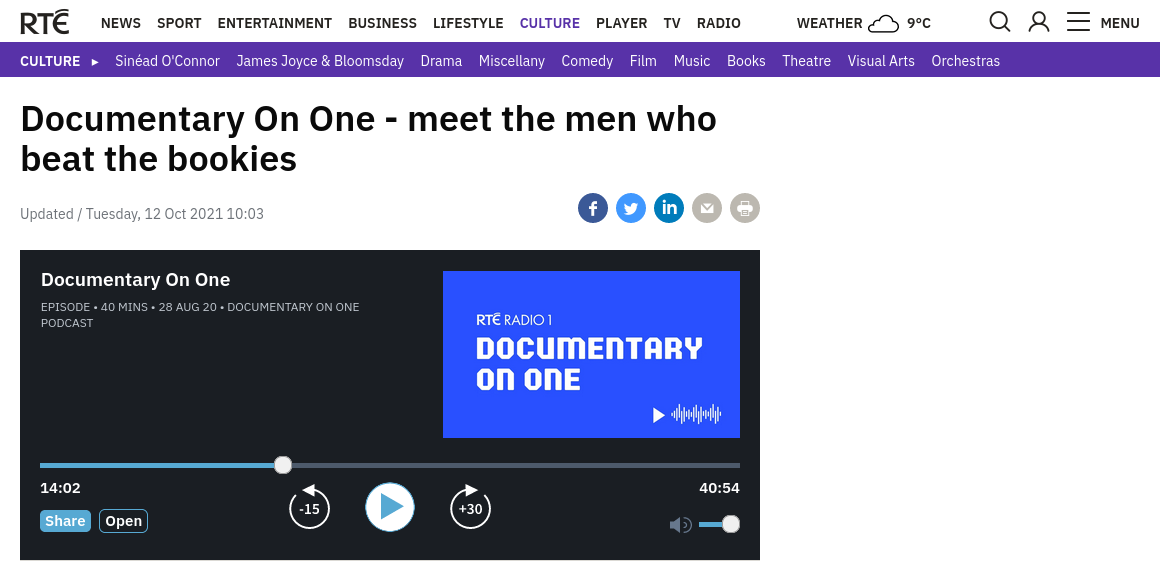 RTÉ NEWS SPORT ENTERTAINMENT BUSINESS LIFESTYLE CULTURE PLAYER TV RADIO WEATHER 9°C MENU
CULTURE ▸ Sinéad O'Connor James Joyce & Bloomsday Drama Miscellany Comedy Film Music Books Theatre Visual Arts Orchestras
Documentary On One - meet the men who
beat the bookies
Updated / Tuesday, 12 Oct 2021 10:03
Documentary On One
EPISODE • 40 MINS • 28 AUG 20 • DOCUMENTARY ON ONE
PODCAST
RTÉ RADIO 1
DOCUMENTARY
ON ONE
14:02 40:54
-15 +30
Share Open